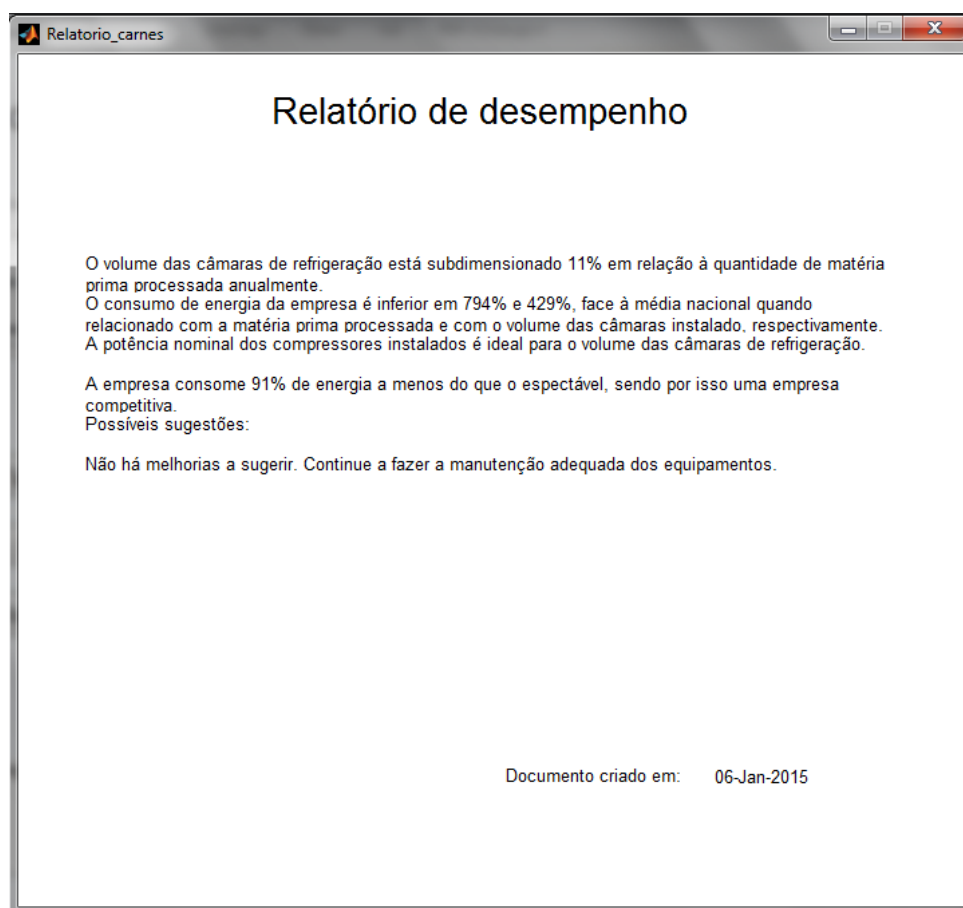 Relatorio_carnes
Relatório de desempenho
O volume das câmaras de refrigeração está subdimensionado 11% em relação à quantidade de matéria
prima processada anualmente.
O consumo de energia da empresa é inferior em 794% e 429%, face à média nacional quando
relacionado com a matéria prima processada e com o volume das câmaras instalado, respectivamente.
A potência nominal dos compressores instalados é ideal para o volume das câmaras de refrigeração.
A empresa consome 91% de energia a menos do que o espectável, sendo por isso uma empresa
competitiva.
Possíveis sugestões:
Não há melhorias a sugerir. Continue a fazer a manutenção adequada dos equipamentos.
Documento criado em: 06-Jan-2015